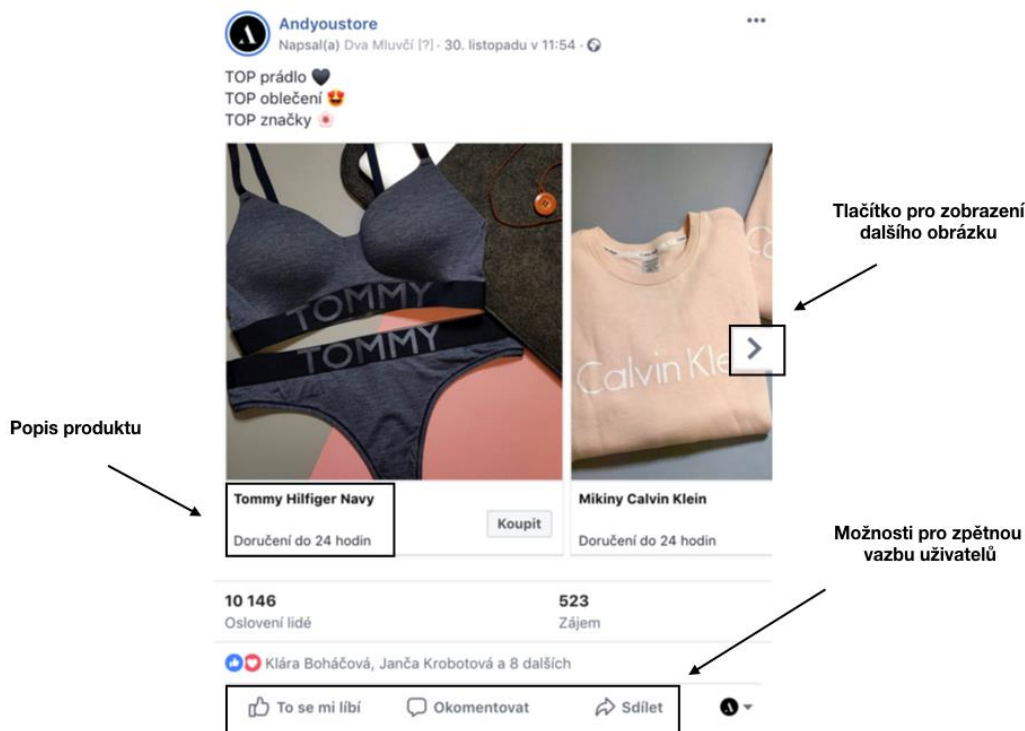 Andyoustore
Napsal(a) Dva Mluvčí [?] · 30. listopadu v 11:54 ·
TOP prádlo 🖤
TOP oblečení 🤩
TOP značky 🌸
TOMMY
TOMMY
Calvin Kle
Tlačítko pro zobrazení
dalšího obrázku
Popis produktu
Tommy Hilfiger Navy
Doručení do 24 hodin
Koupit
Mikiny Calvin Klein
Doručení do 24 hodin
Možnosti pro zpětnou
vazbu uživatelů
10 146
Oslovení lidé
523
Zájem
Klára Boháčová, Janča Krobotová a 8 dalších
To se mi líbí
Okomentovat
Sdílet